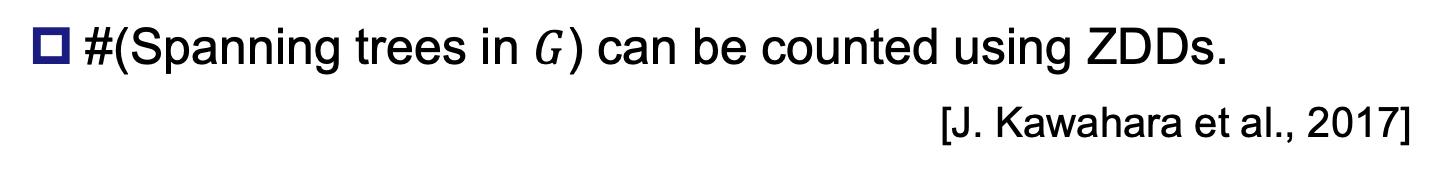 #(Spanning trees in 𝐺) can be counted using ZDDs.
[J. Kawahara et al., 2017]